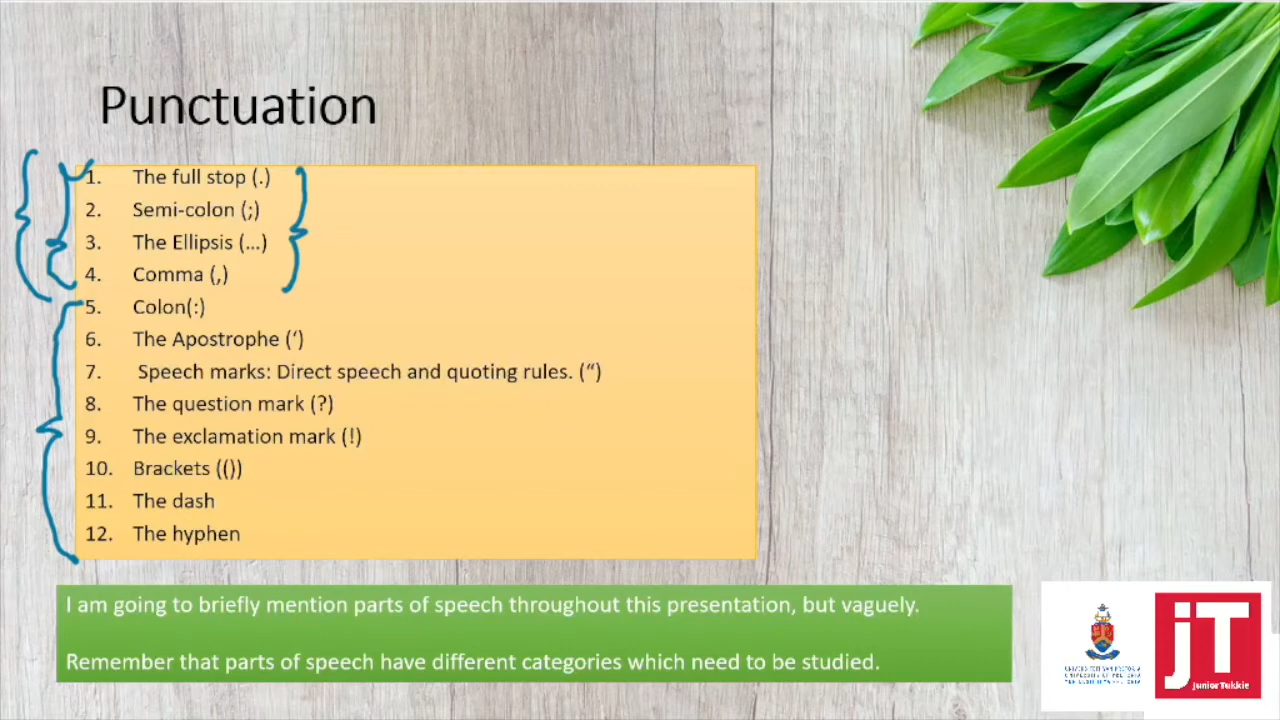 Punctuation
1. The full stop (.)
2. Semi-colon (;)
3. The Ellipsis (…)
4. Comma (,)
5. Colon(:)
6. The Apostrophe (‘)
7. Speech marks: Direct speech and quoting rules. (“)
8. The question mark (?)
9. The exclamation mark (!)
10. Brackets (())
11. The dash
12. The hyphen
I am going to briefly mention parts of speech throughout this presentation, but vaguely.
Remember that parts of speech have different categories which need to be studied.
jT
Junior Tukkie